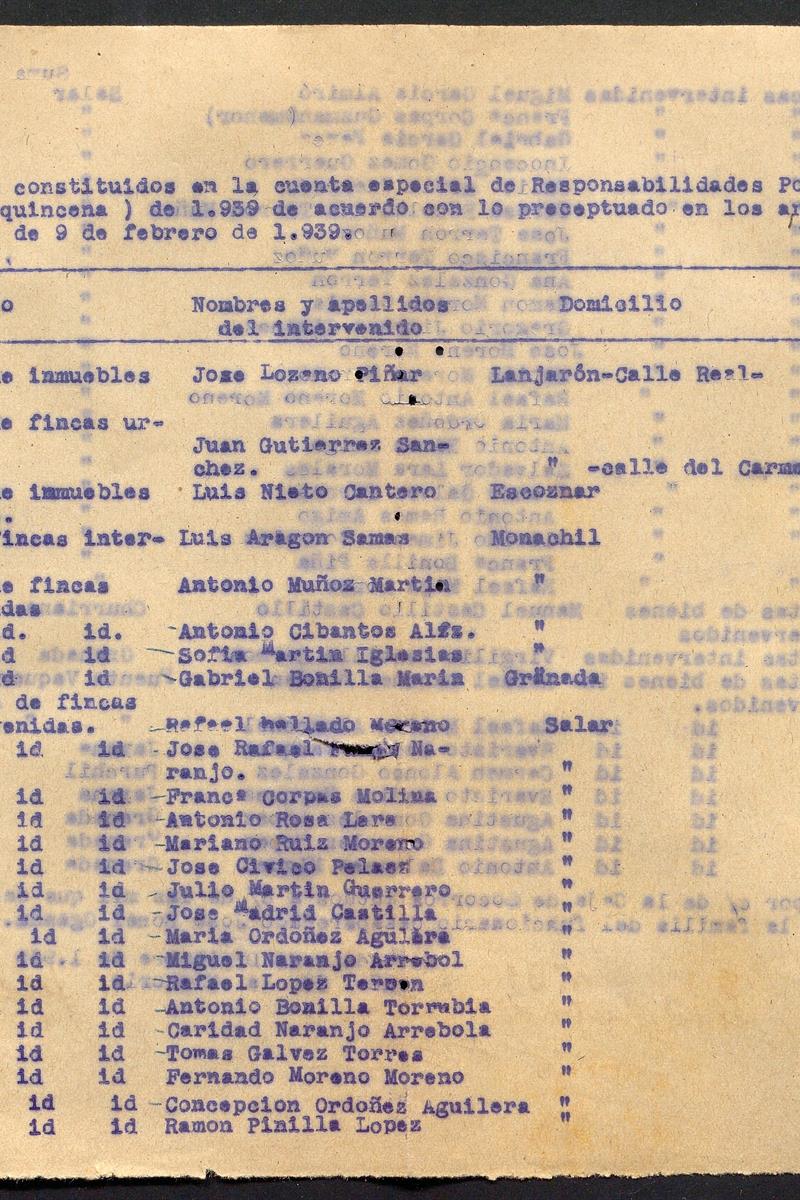 constituidos en la cuenta especial de Responsabilidades Po
quincena ) de 1.939 de acuerdo con lo preceptuado en los ar
de 9 de febrero de 1.939.
o Nombres y apellidos Domicilio
del intervenido
e inmuebles Jose Lozano Piñar Lanjarón-Calle Real-
e fincas ur-
Juan Gutierrez San-
chez. " -calle del Carme
e inmuebles Luis Nieto Cantero Escoznar
fincas inter- Luis Aragon Samas Monachil
e fincas Antonio Muñoz Martin "
das
d. id. -Antonio Cibantos Alfz. "
d id -Sofia Martin Iglesias "
d id -Gabriel Bonilla Marin Granada
de fincas
venidas. -Rafael hallado Moreno Salar
id id -Jose Rafael Na-
ranjo. "
id id -Francª Corpas Molina "
id id -Antonio Rosa Lara "
id id -Mariano Ruiz Moreno "
id id -Jose Civico Pelaez "
id id -Julio Martin Guerrero "
id id -Jose Madrid Castilla "
id id -Maria Ordoñez Aguilera "
id id -Miguel Naranjo Arrebol "
id id -Rafael Lopez "
id id -Antonio Bonilla Torrubia "
id id -Caridad Naranjo Arrebola "
id id -Tomas Galvez Torres "
id id Fernando Moreno Moreno "
id id -Concepcion Ordoñez Aguilera "
id id Ramon Pinilla Lopez "